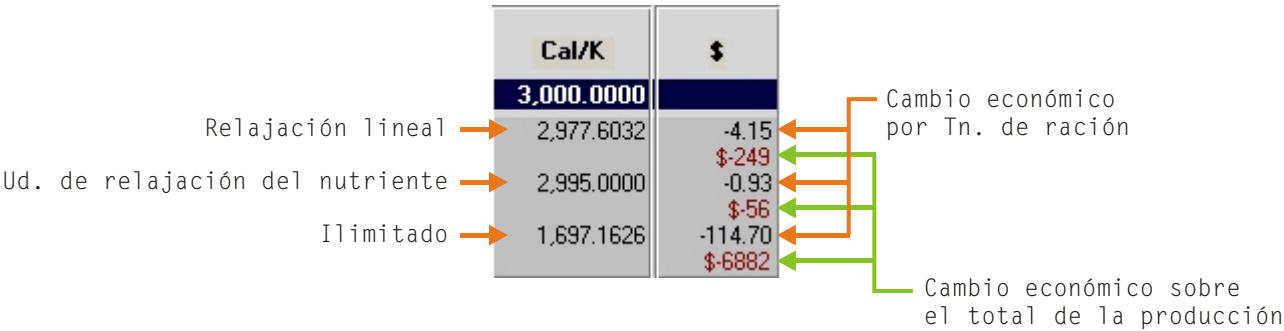 Cal/K $
3,000.0000
Cambio económico
por Tn. de ración
Relajación lineal 2,977.6032 -4.15
$-249
Ud. de relajación del nutriente 2,995.0000 -0.93
$-56
Ilimitado 1,697.1626 -114.70
$-6882
Cambio económico sobre
el total de la producción